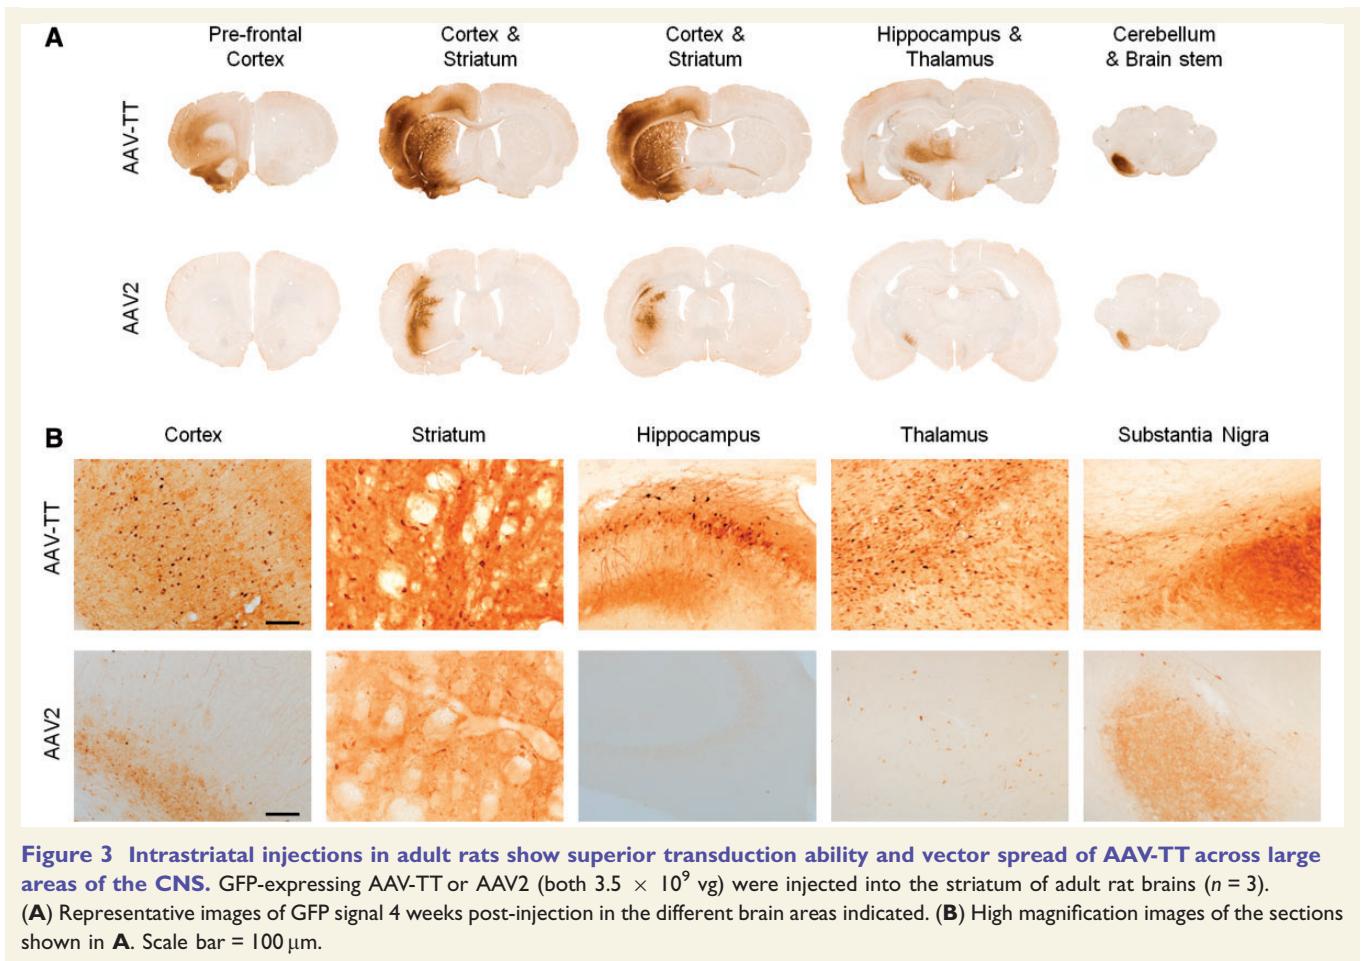 A
Pre-frontal
Cortex
Cortex &
Striatum
Cortex &
Striatum
Hippocampus &
Thalamus
Cerebellum
& Brain stem
AAV-TT
AAV2
B
Cortex
Striatum
Hippocampus
Thalamus
Substantia Nigra
AAV-TT
AAV2
Figure 3 Intrastriatal injections in adult rats show superior transduction ability and vector spread of AAV-TT across large
areas of the CNS. GFP-expressing AAV-TT or AAV2 (both 3.5 × 10⁹ vg) were injected into the striatum of adult rat brains (n = 3).
(A) Representative images of GFP signal 4 weeks post-injection in the different brain areas indicated. (B) High magnification images of the sections
shown in A. Scale bar = 100 μm.